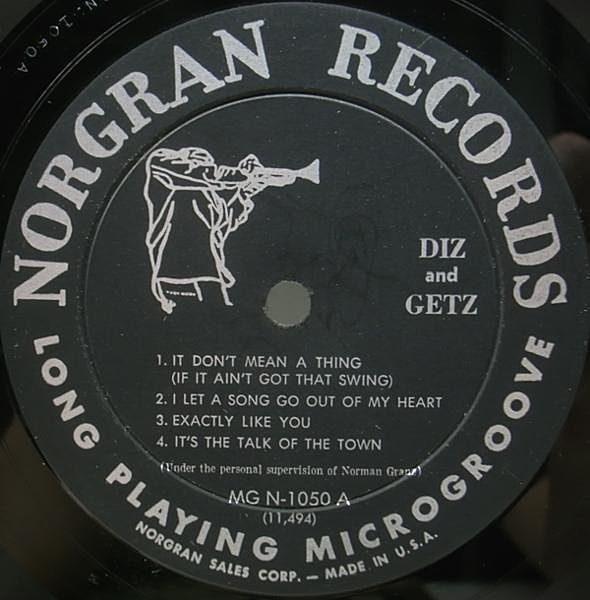 NORGRAN RECORDS
DIZ
and
GETZ
1. IT DON'T MEAN A THING
(IF IT AIN'T GOT THAT SWING)
2. I LET A SONG GO OUT OF MY HEART
3. EXACTLY LIKE YOU
4. IT'S THE TALK OF THE TOWN
(Under the personal supervision of Norman Granz)
MG N-1050 A
(11,494)
LONG PLAYING MICROGROOVE
NORGRAN SALES CORP. — MADE IN U.S.A.